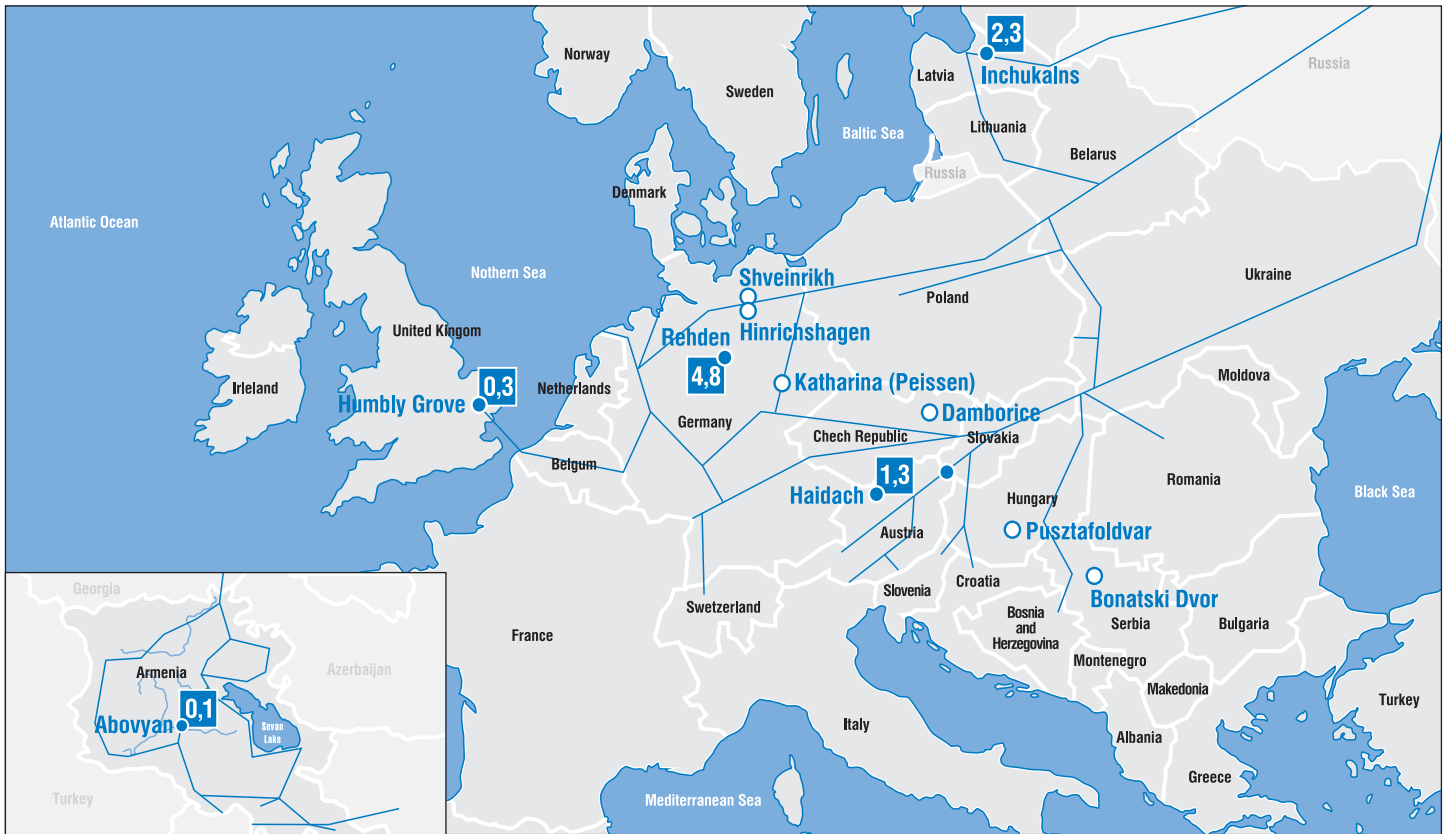 2,3
Norway
Russia
Inchukalns
Latvia
Sweden
Lithuania
Baltic Sea
Belarus
Russia
Denmark
Atlantic Ocean
Nothern Sea
Ukraine
Shveinrikh
Poland
United Kingom
Hinrichshagen
Rehden
4,8
Moldova
0,3
Netherlands
Katharina (Peissen)
Irleland
Humbly Grove
Damborice
Germany
Chech Republic
Slovakia
Belgum
1,3
Romania
Haidach
Hungary
Black Sea
Austria
Pusztafoldvar
Georgia
Croatia
Slovenia
Bonatski Dvor
Swetzerland
Bosnia
and
Herzegovina
Serbia
Bulgaria
France
Montenegro
Armenia
Azerbaijan
Makedonia
Turkey
0,1
Abovyan
Sevan
Lake
Italy
Albania
Greece
Turkey
Mediterranean Sea